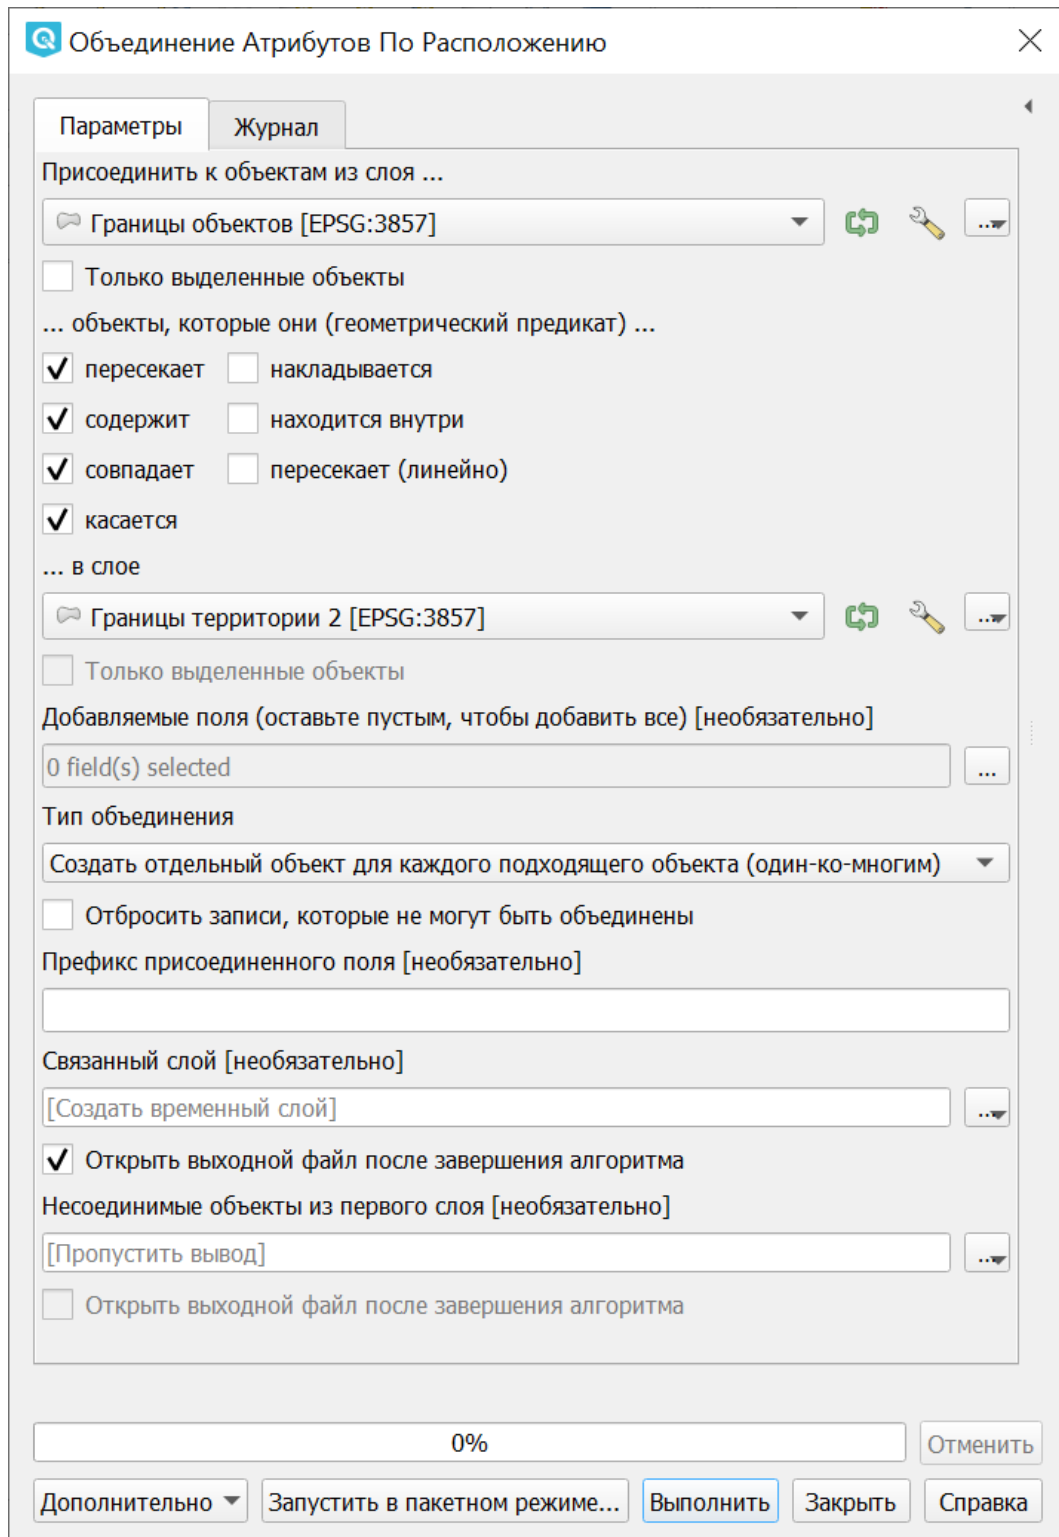 Объединение Атрибутов По Расположению
Параметры
Журнал
Присоединить к объектам из слоя ...
Границы объектов [EPSG:3857]
...
Только выделенные объекты
... объекты, которые они (геометрический предикат) ...
пересекает
накладывается
содержит
находится внутри
совпадает
пересекает (линейно)
касается
... в слое
Границы территории 2 [EPSG:3857]
...
Только выделенные объекты
Добавляемые поля (оставьте пустым, чтобы добавить все) [необязательно]
0 field(s) selected
...
Тип объединения
Создать отдельный объект для каждого подходящего объекта (один-ко-многим)
Отбросить записи, которые не могут быть объединены
Префикс присоединенного поля [необязательно]
Связанный слой [необязательно]
[Создать временный слой]
...
Открыть выходной файл после завершения алгоритма
Несоединимые объекты из первого слоя [необязательно]
[Пропустить вывод]
...
Открыть выходной файл после завершения алгоритма
0%
Отменить
Дополнительно
Запустить в пакетном режиме...
Выполнить
Закрыть
Справка